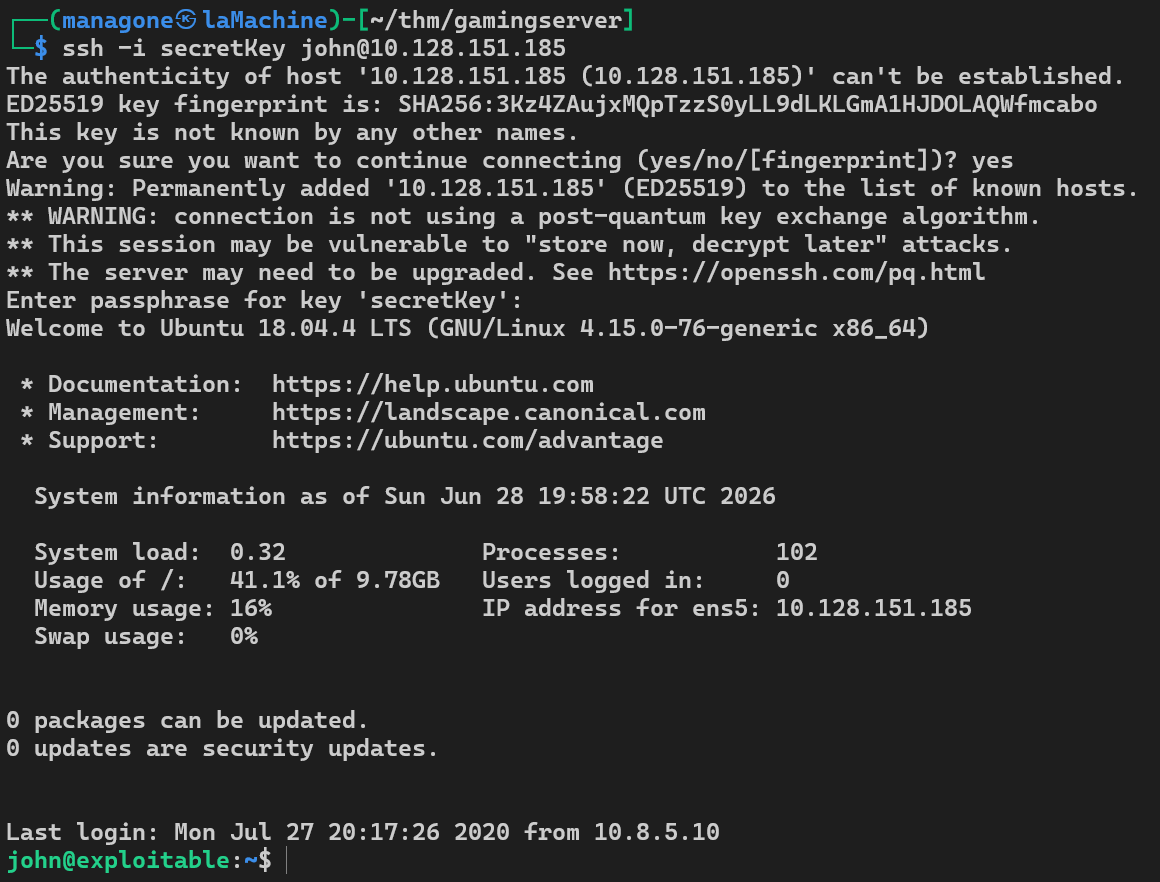 ┌──(managone㉿laMachine)-[~/thm/gamingserver]
└─$ ssh -i secretKey john@10.128.151.185
The authenticity of host '10.128.151.185 (10.128.151.185)' can't be established.
ED25519 key fingerprint is: SHA256:3Kz4ZAujxMQpTzzS0yLL9dLKLGmA1HJDOLAQWfmcabo
This key is not known by any other names.
Are you sure you want to continue connecting (yes/no/[fingerprint])? yes
Warning: Permanently added '10.128.151.185' (ED25519) to the list of known hosts.
** WARNING: connection is not using a post-quantum key exchange algorithm.
** This session may be vulnerable to "store now, decrypt later" attacks.
** The server may need to be upgraded. See https://openssh.com/pq.html
Enter passphrase for key 'secretKey':
Welcome to Ubuntu 18.04.4 LTS (GNU/Linux 4.15.0-76-generic x86_64)

 * Documentation:  https://help.ubuntu.com
 * Management:     https://landscape.canonical.com
 * Support:        https://ubuntu.com/advantage

  System information as of Sun Jun 28 19:58:22 UTC 2026

  System load:  0.32              Processes:           102
  Usage of /:   41.1% of 9.78GB   Users logged in:     0
  Memory usage: 16%               IP address for ens5: 10.128.151.185
  Swap usage:   0%

0 packages can be updated.
0 updates are security updates.

Last login: Mon Jul 27 20:17:26 2020 from 10.8.5.10
john@exploitable:~$